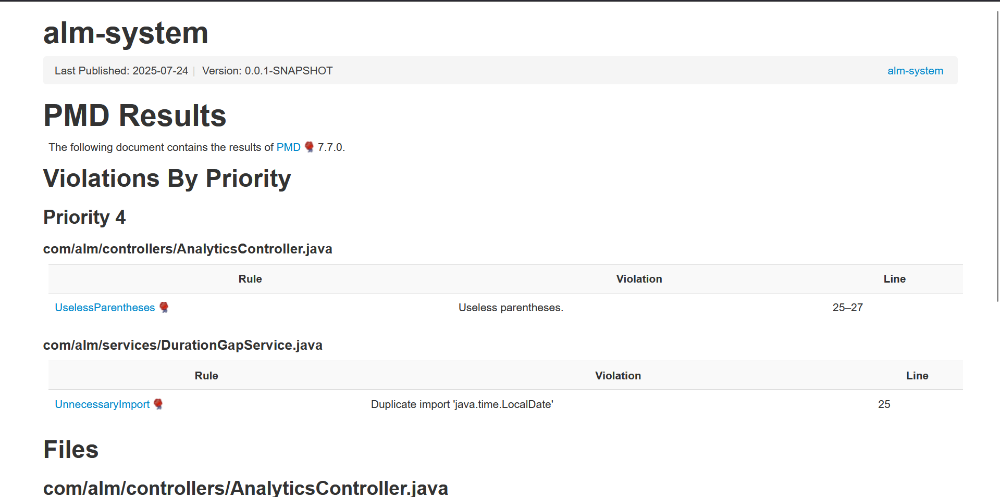 alm-system
Last Published: 2025-07-24 | Version: 0.0.1-SNAPSHOT alm-system
PMD Results
The following document contains the results of PMD 7.7.0.
Violations By Priority
Priority 4
com/alm/controllers/AnalyticsController.java
Rule Violation Line
UselessParentheses Useless parentheses. 25–27
com/alm/services/DurationGapService.java
Rule Violation Line
UnnecessaryImport Duplicate import 'java.time.LocalDate' 25
Files
com/alm/controllers/AnalyticsController.java